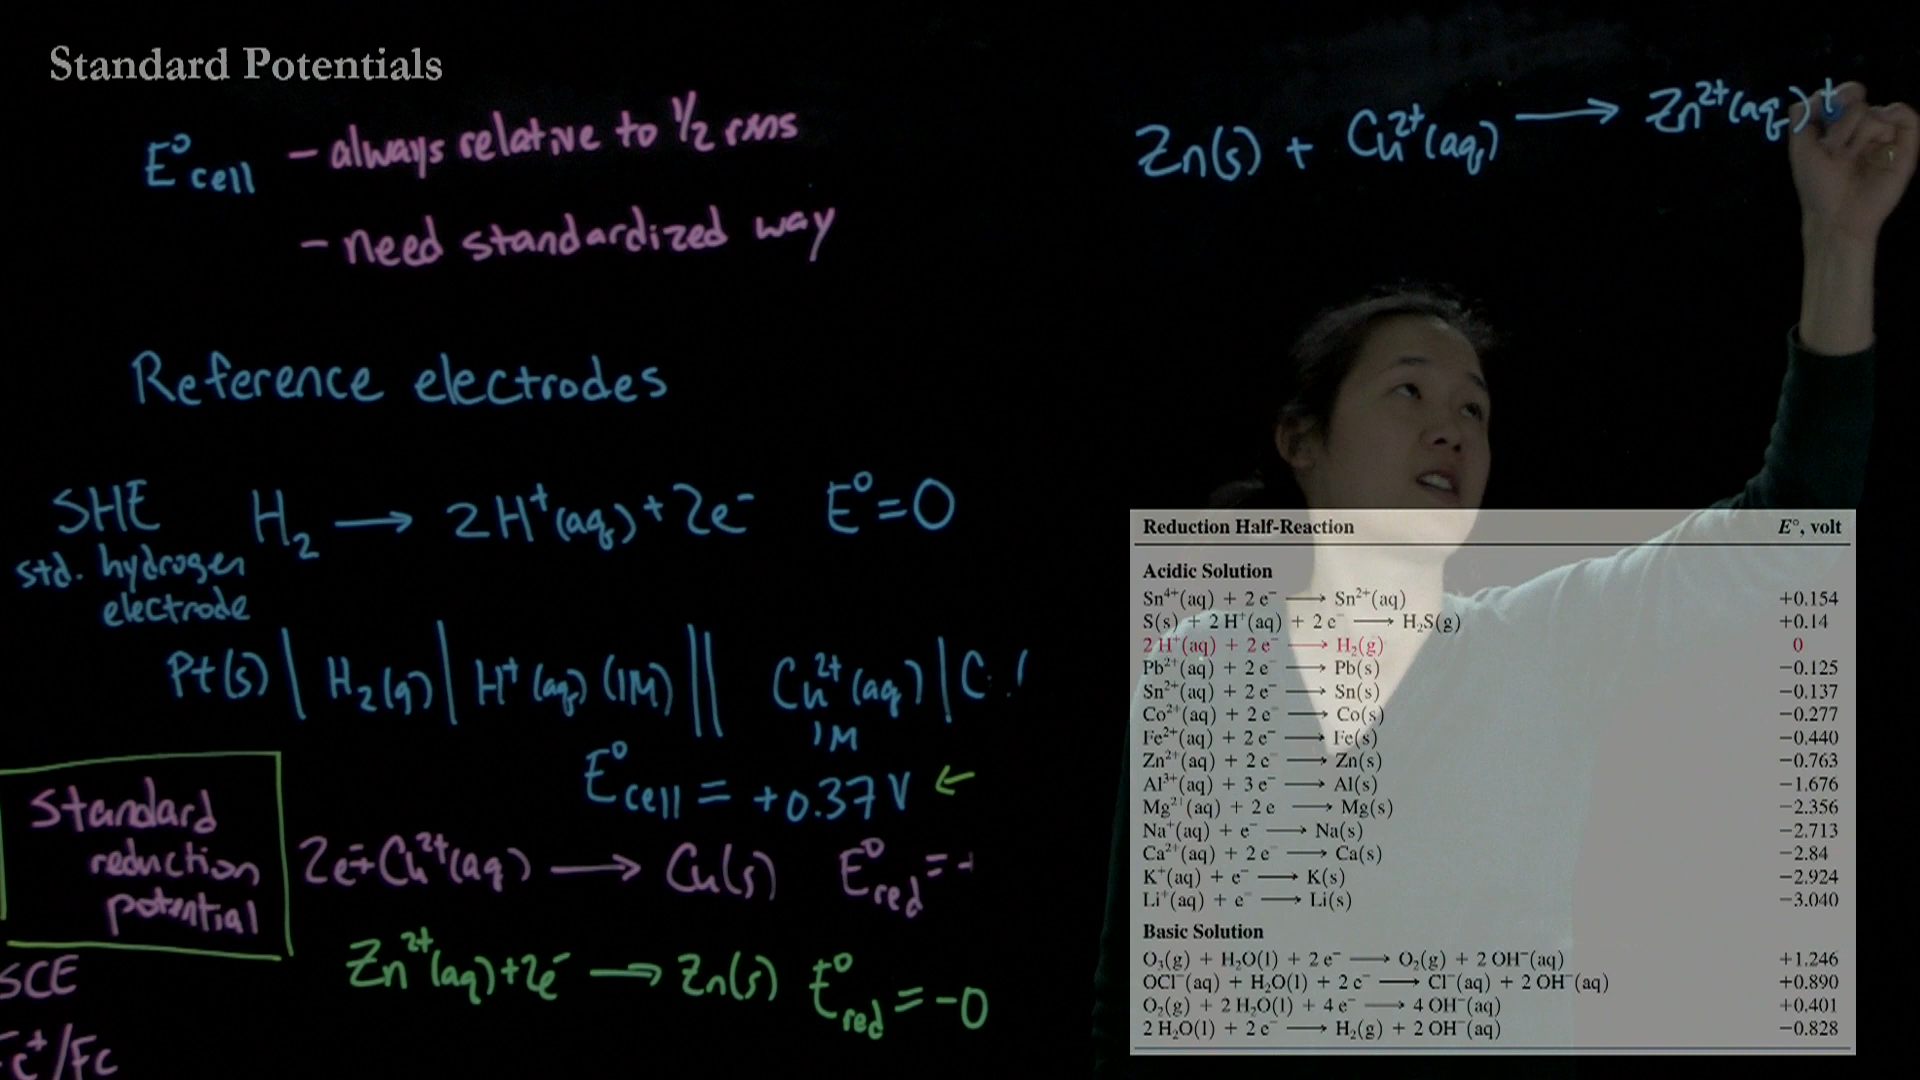 Standard Potentials
E°cell - always relative to 1/2 rxns
- need standardized way
Reference electrodes
SHE H₂ ⟶ 2H⁺(aq) + 2e⁻ E° = 0
std. hydrogen
electrode
Pt(s) | H₂(g) | H⁺(aq) (1M) || Cu²⁺(aq) | C
1M
E°cell = +0.37 V ←
Standard
reduction
potential
2e⁻ + Cu²⁺(aq) ⟶ Cu(s) E°red = +
Zn²⁺(aq) + 2e⁻ ⟶ Zn(s) E°red = -0
SCE
c⁺/Fc
Zn(s) + Cu²⁺(aq) ⟶ Zn²⁺(aq) +
Reduction Half-Reaction E°, volt
Acidic Solution
Sn⁴⁺(aq) + 2 e⁻ ⟶ Sn²⁺(aq) +0.154
S(s) + 2 H⁺(aq) + 2 e⁻ ⟶ H₂S(g) +0.14
2 H⁺(aq) + 2 e⁻ ⟶ H₂(g) 0
Pb²⁺(aq) + 2 e⁻ ⟶ Pb(s) −0.125
Sn²⁺(aq) + 2 e⁻ ⟶ Sn(s) −0.137
Co²⁺(aq) + 2 e⁻ ⟶ Co(s) −0.277
Fe²⁺(aq) + 2 e⁻ ⟶ Fe(s) −0.440
Zn²⁺(aq) + 2 e⁻ ⟶ Zn(s) −0.763
Al³⁺(aq) + 3 e⁻ ⟶ Al(s) −1.676
Mg²⁺(aq) + 2 e⁻ ⟶ Mg(s) −2.356
Na⁺(aq) + e⁻ ⟶ Na(s) −2.713
Ca²⁺(aq) + 2 e⁻ ⟶ Ca(s) −2.84
K⁺(aq) + e⁻ ⟶ K(s) −2.924
Li⁺(aq) + e⁻ ⟶ Li(s) −3.040
Basic Solution
O₃(g) + H₂O(l) + 2 e⁻ ⟶ O₂(g) + 2 OH⁻(aq) +1.246
OCl⁻(aq) + H₂O(l) + 2 e⁻ ⟶ Cl⁻(aq) + 2 OH⁻(aq) +0.890
O₂(g) + 2 H₂O(l) + 4 e⁻ ⟶ 4 OH⁻(aq) +0.401
2 H₂O(l) + 2 e⁻ ⟶ H₂(g) + 2 OH⁻(aq) −0.828